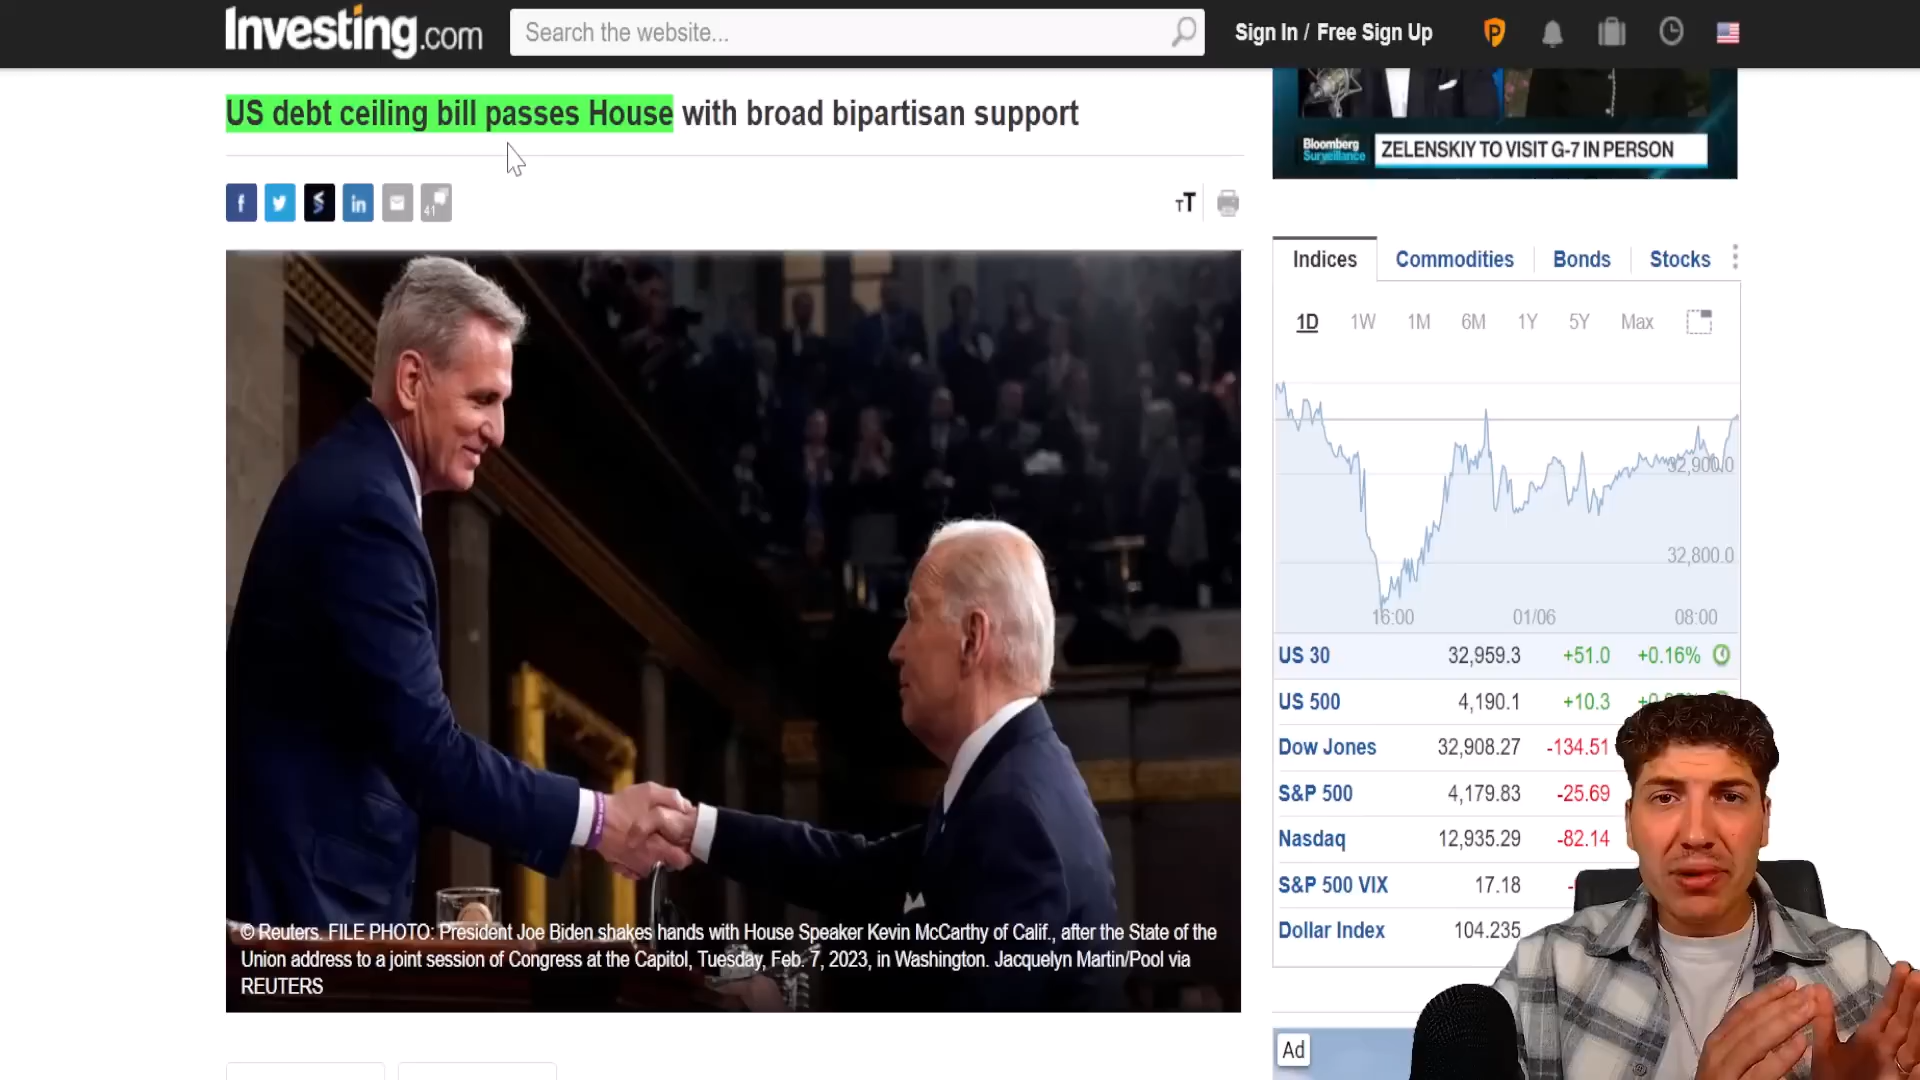 Investing.com
Search the website...
Sign In / Free Sign Up
US debt ceiling bill passes House with broad bipartisan support
41
TT
Bloomberg
Surveillance
ZELENSKIY TO VISIT G-7 IN PERSON
© Reuters. FILE PHOTO: President Joe Biden shakes hands with House Speaker Kevin McCarthy of Calif., after the State of the
Union address to a joint session of Congress at the Capitol, Tuesday, Feb. 7, 2023, in Washington. Jacquelyn Martin/Pool via
REUTERS
Indices Commodities Bonds Stocks
1D 1W 1M 6M 1Y 5Y Max
32,900.0
32,800.0
16:00 01/06 08:00
US 30 32,959.3 +51.0 +0.16%
US 500 4,190.1 +10.3
Dow Jones 32,908.27 -134.51
S&P 500 4,179.83 -25.69
Nasdaq 12,935.29 -82.14
S&P 500 VIX 17.18
Dollar Index 104.235
Ad